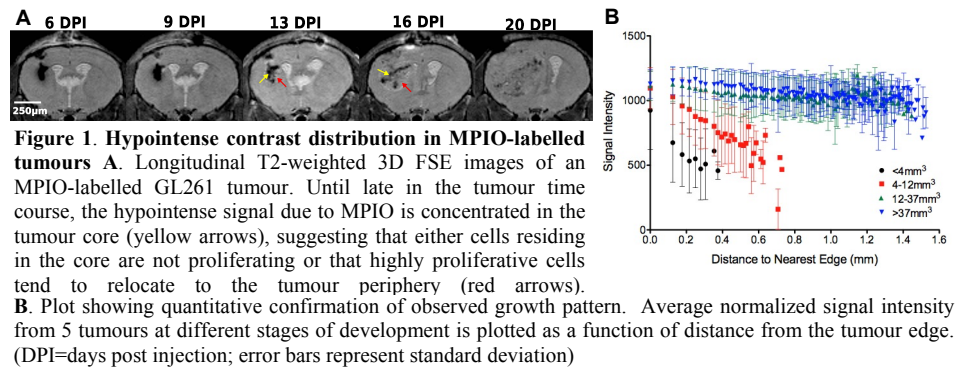 A
6 DPI 9 DPI 13 DPI 16 DPI 20 DPI
250µm
B
1500
1000
500
0
Signal Intensity
0.0 0.2 0.4 0.6 0.8 1.0 1.2 1.4 1.6
Distance to Nearest Edge (mm)
<4mm³
4-12mm³
12-37mm³
>37mm³
Figure 1. Hypointense contrast distribution in MPIO-labelled
tumours A. Longitudinal T2-weighted 3D FSE images of an
MPIO-labelled GL261 tumour. Until late in the tumour time
course, the hypointense signal due to MPIO is concentrated in the
tumour core (yellow arrows), suggesting that either cells residing
in the core are not proliferating or that highly proliferative cells
tend to relocate to the tumour periphery (red arrows).
B. Plot showing quantitative confirmation of observed growth pattern. Average normalized signal intensity
from 5 tumours at different stages of development is plotted as a function of distance from the tumour edge.
(DPI=days post injection; error bars represent standard deviation)